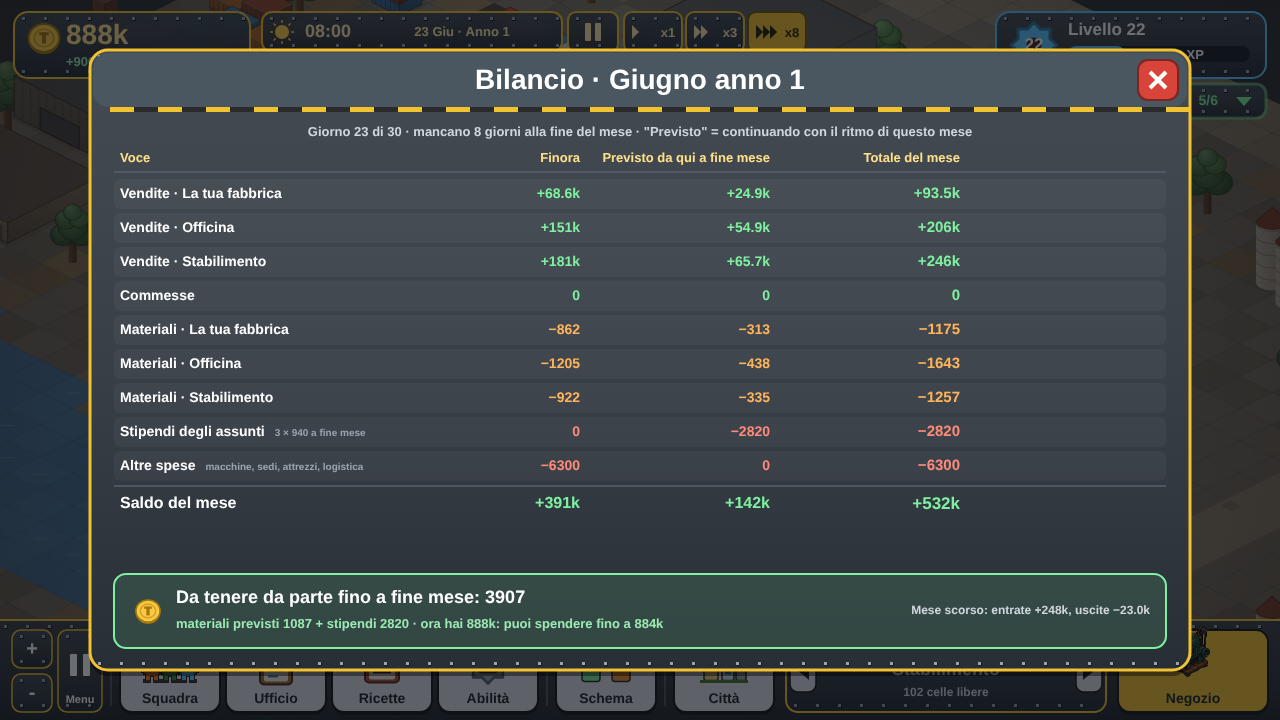 888k
08:00
23 Giu · Anno 1
x1
x3
x8
22
Livello 22
XP
5/6
Bilancio · Giugno anno 1
Giorno 23 di 30 · mancano 8 giorni alla fine del mese · "Previsto" = continuando con il ritmo di questo mese
Voce Finora Previsto da qui a fine mese Totale del mese
Vendite · La tua fabbrica +68.6k +24.9k +93.5k
Vendite · Officina +151k +54.9k +206k
Vendite · Stabilimento +181k +65.7k +246k
Commesse 0 0 0
Materiali · La tua fabbrica −862 −313 −1175
Materiali · Officina −1205 −438 −1643
Materiali · Stabilimento −922 −335 −1257
Stipendi degli assunti 3 × 940 a fine mese 0 −2820 −2820
Altre spese macchine, sedi, attrezzi, logistica −6300 0 −6300
Saldo del mese +391k +142k +532k
Da tenere da parte fino a fine mese: 3907
materiali previsti 1087 + stipendi 2820 · ora hai 888k: puoi spendere fino a 884k
Mese scorso: entrate +248k, uscite −23.0k
+
-
Menu
Squadra
Ufficio
Ricette
Abilità
Schema
Città
Stabilimento
102 celle libere
Negozio